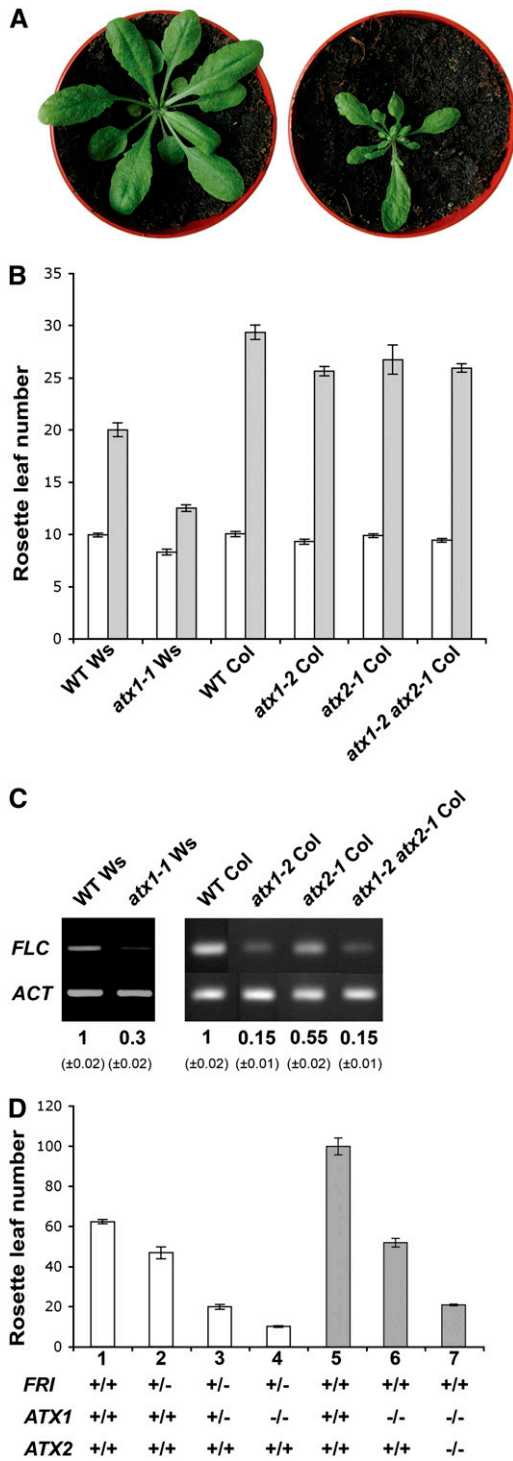 A
B
35
30
25
20
15
10
5
0
Rosette leaf number
WT Ws
atx1-1 Ws
WT Col
atx1-2 Col
atx2-1 Col
atx1-2 atx2-1 Col
C
WT Ws
atx1-1 Ws
WT Col
atx1-2 Col
atx2-1 Col
atx1-2 atx2-1 Col
FLC
ACT
1 0.3 1 0.15 0.55 0.15
(±0.02) (±0.02) (±0.02) (±0.01) (±0.02) (±0.01)
D
120
100
80
60
40
20
0
Rosette leaf number
1 2 3 4 5 6 7
FRI +/+ +/- +/- +/- +/+ +/+ +/+
ATX1 +/+ +/+ +/- -/- +/+ -/- -/-
ATX2 +/+ +/+ +/+ +/+ +/+ +/+ -/-